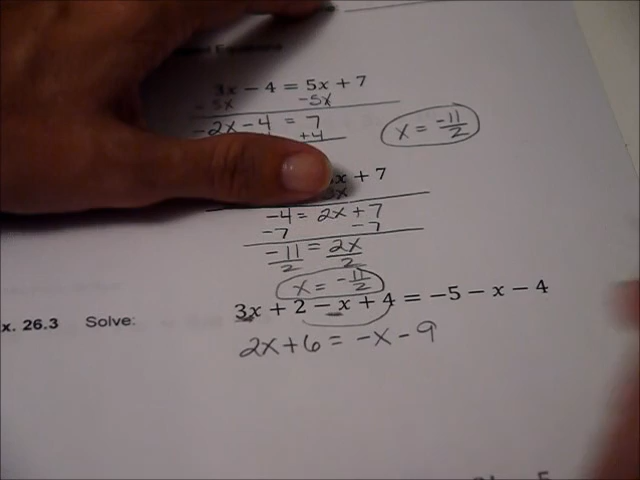 Equations
3x − 4 = 5x + 7
− 5x −5x
−2x − 4 = 7
+4
x = −11/2
x + 7
−4 = 2x + 7
−7 −7
−11/2 = 2x/2
x = −11/2
x. 26.3 Solve: 3x + 2 − x + 4 = −5 − x − 4
2x + 6 = −x − 9